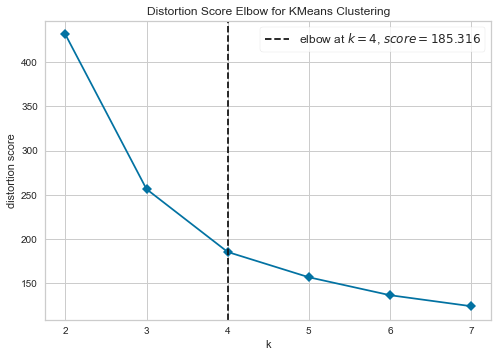 Distortion Score Elbow for KMeans Clustering
elbow at k = 4, score = 185.316
distortion score
400
350
300
250
200
150
2 3 4 5 6 7
k